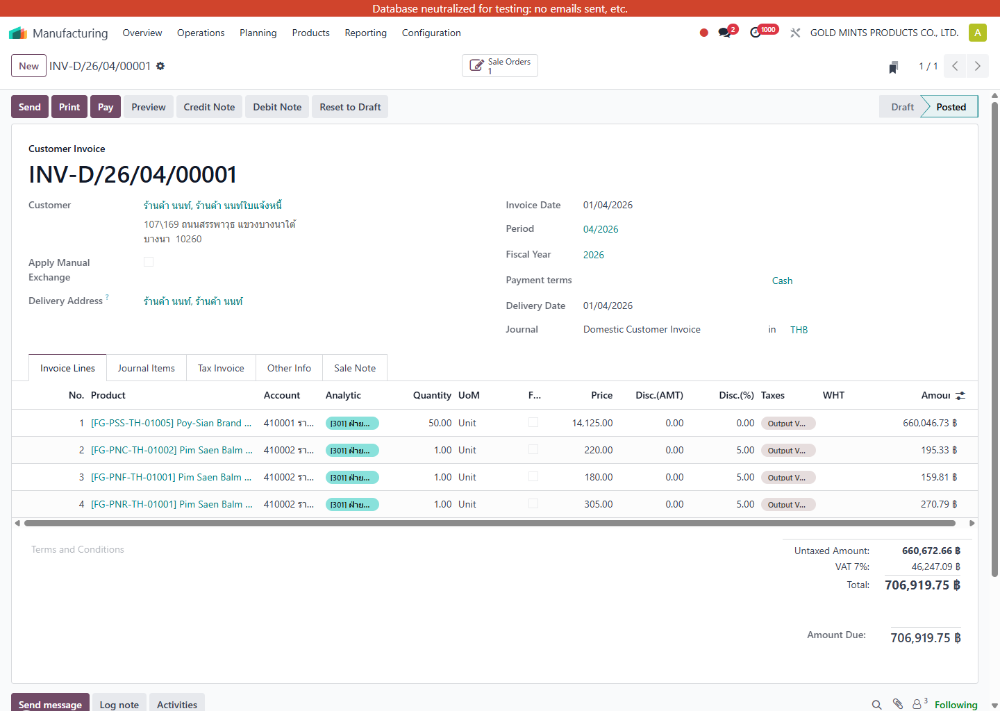 Database neutralized for testing: no emails sent, etc.
Manufacturing Overview Operations Planning Products Reporting Configuration 2 1000 GOLD MINTS PRODUCTS CO., LTD. A
New INV-D/26/04/00001 Sale Orders 1 1 / 1
Send Print Pay Preview Credit Note Debit Note Reset to Draft Draft Posted
Customer Invoice
INV-D/26/04/00001
Customer ร้านค้า นนท์, ร้านค้า นนท์ใบแจ้งหนี้
107\169 ถนนสรรพาวุธ แขวงบางนาใต้
บางนา 10260
Apply Manual Exchange
Delivery Address ? ร้านค้า นนท์, ร้านค้า นนท์
Invoice Date 01/04/2026
Period 04/2026
Fiscal Year 2026
Payment terms Cash
Delivery Date 01/04/2026
Journal Domestic Customer Invoice in THB
Invoice Lines Journal Items Tax Invoice Other Info Sale Note
No. Product Account Analytic Quantity UoM F... Price Disc.(AMT) Disc.(%) Taxes WHT Amour
1 [FG-PSS-TH-01005] Poy-Sian Brand ... 410001 รา... [301] ฝ่าย... 50.00 Unit 14,125.00 0.00 0.00 Output V... 660,046.73 ฿
2 [FG-PNC-TH-01002] Pim Saen Balm ... 410002 รา... [301] ฝ่าย... 1.00 Unit 220.00 0.00 5.00 Output V... 195.33 ฿
3 [FG-PNF-TH-01001] Pim Saen Balm ... 410002 รา... [301] ฝ่าย... 1.00 Unit 180.00 0.00 5.00 Output V... 159.81 ฿
4 [FG-PNR-TH-01001] Pim Saen Balm ... 410002 รา... [301] ฝ่าย... 1.00 Unit 305.00 0.00 5.00 Output V... 270.79 ฿
Terms and Conditions
Untaxed Amount: 660,672.66 ฿
VAT 7%: 46,247.09 ฿
Total: 706,919.75 ฿
Amount Due: 706,919.75 ฿
Send message Log note Activities 3 Following